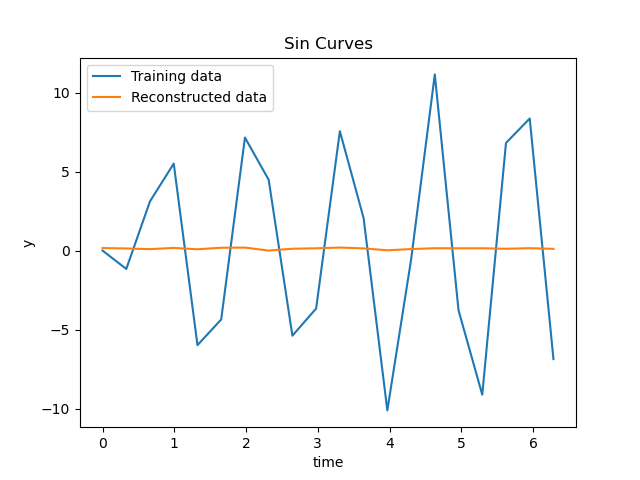 Sin Curves
Training data
Reconstructed data
y
10
5
0
−5
−10
0 1 2 3 4 5 6
time